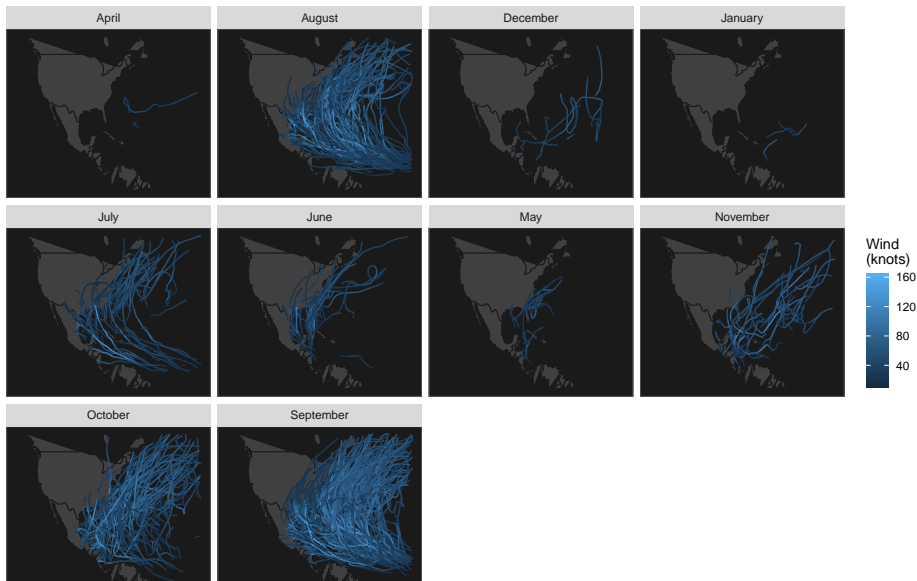 April
August
December
January
July
June
May
November
Wind
(knots)
160
120
80
40
October
September